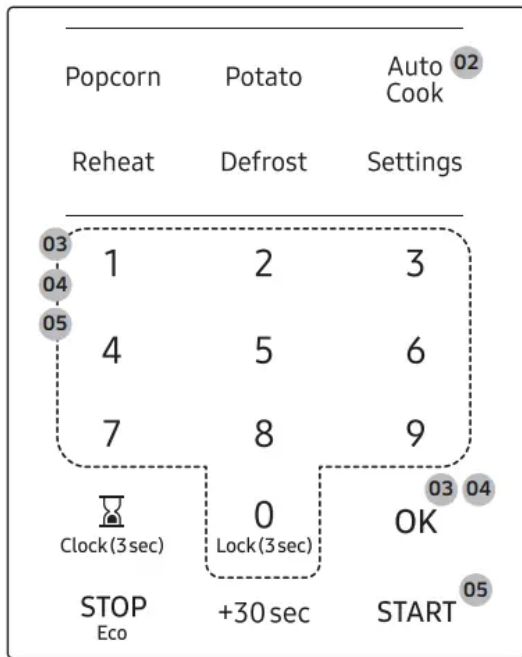 Popcorn Potato Auto 02
Cook
Reheat Defrost Settings
03
1 2 3
04
05
4 5 6
7 8 9
03 04
0 OK
Clock(3 sec) Lock(3 sec)
05
STOP +30 sec START
Eco